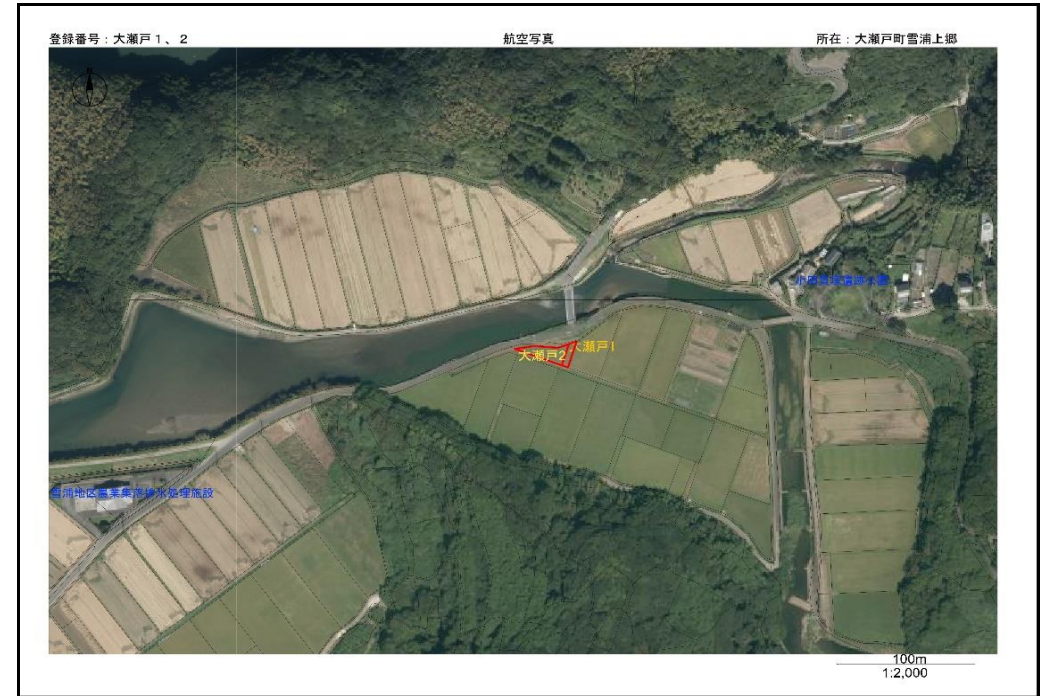 登録番号：大瀬戸１、２
航空写真
所在：大瀬戸町雪浦上郷
大瀬戸1
大瀬戸2
雪浦地区農業集落排水処理施設
100m
1:2,000